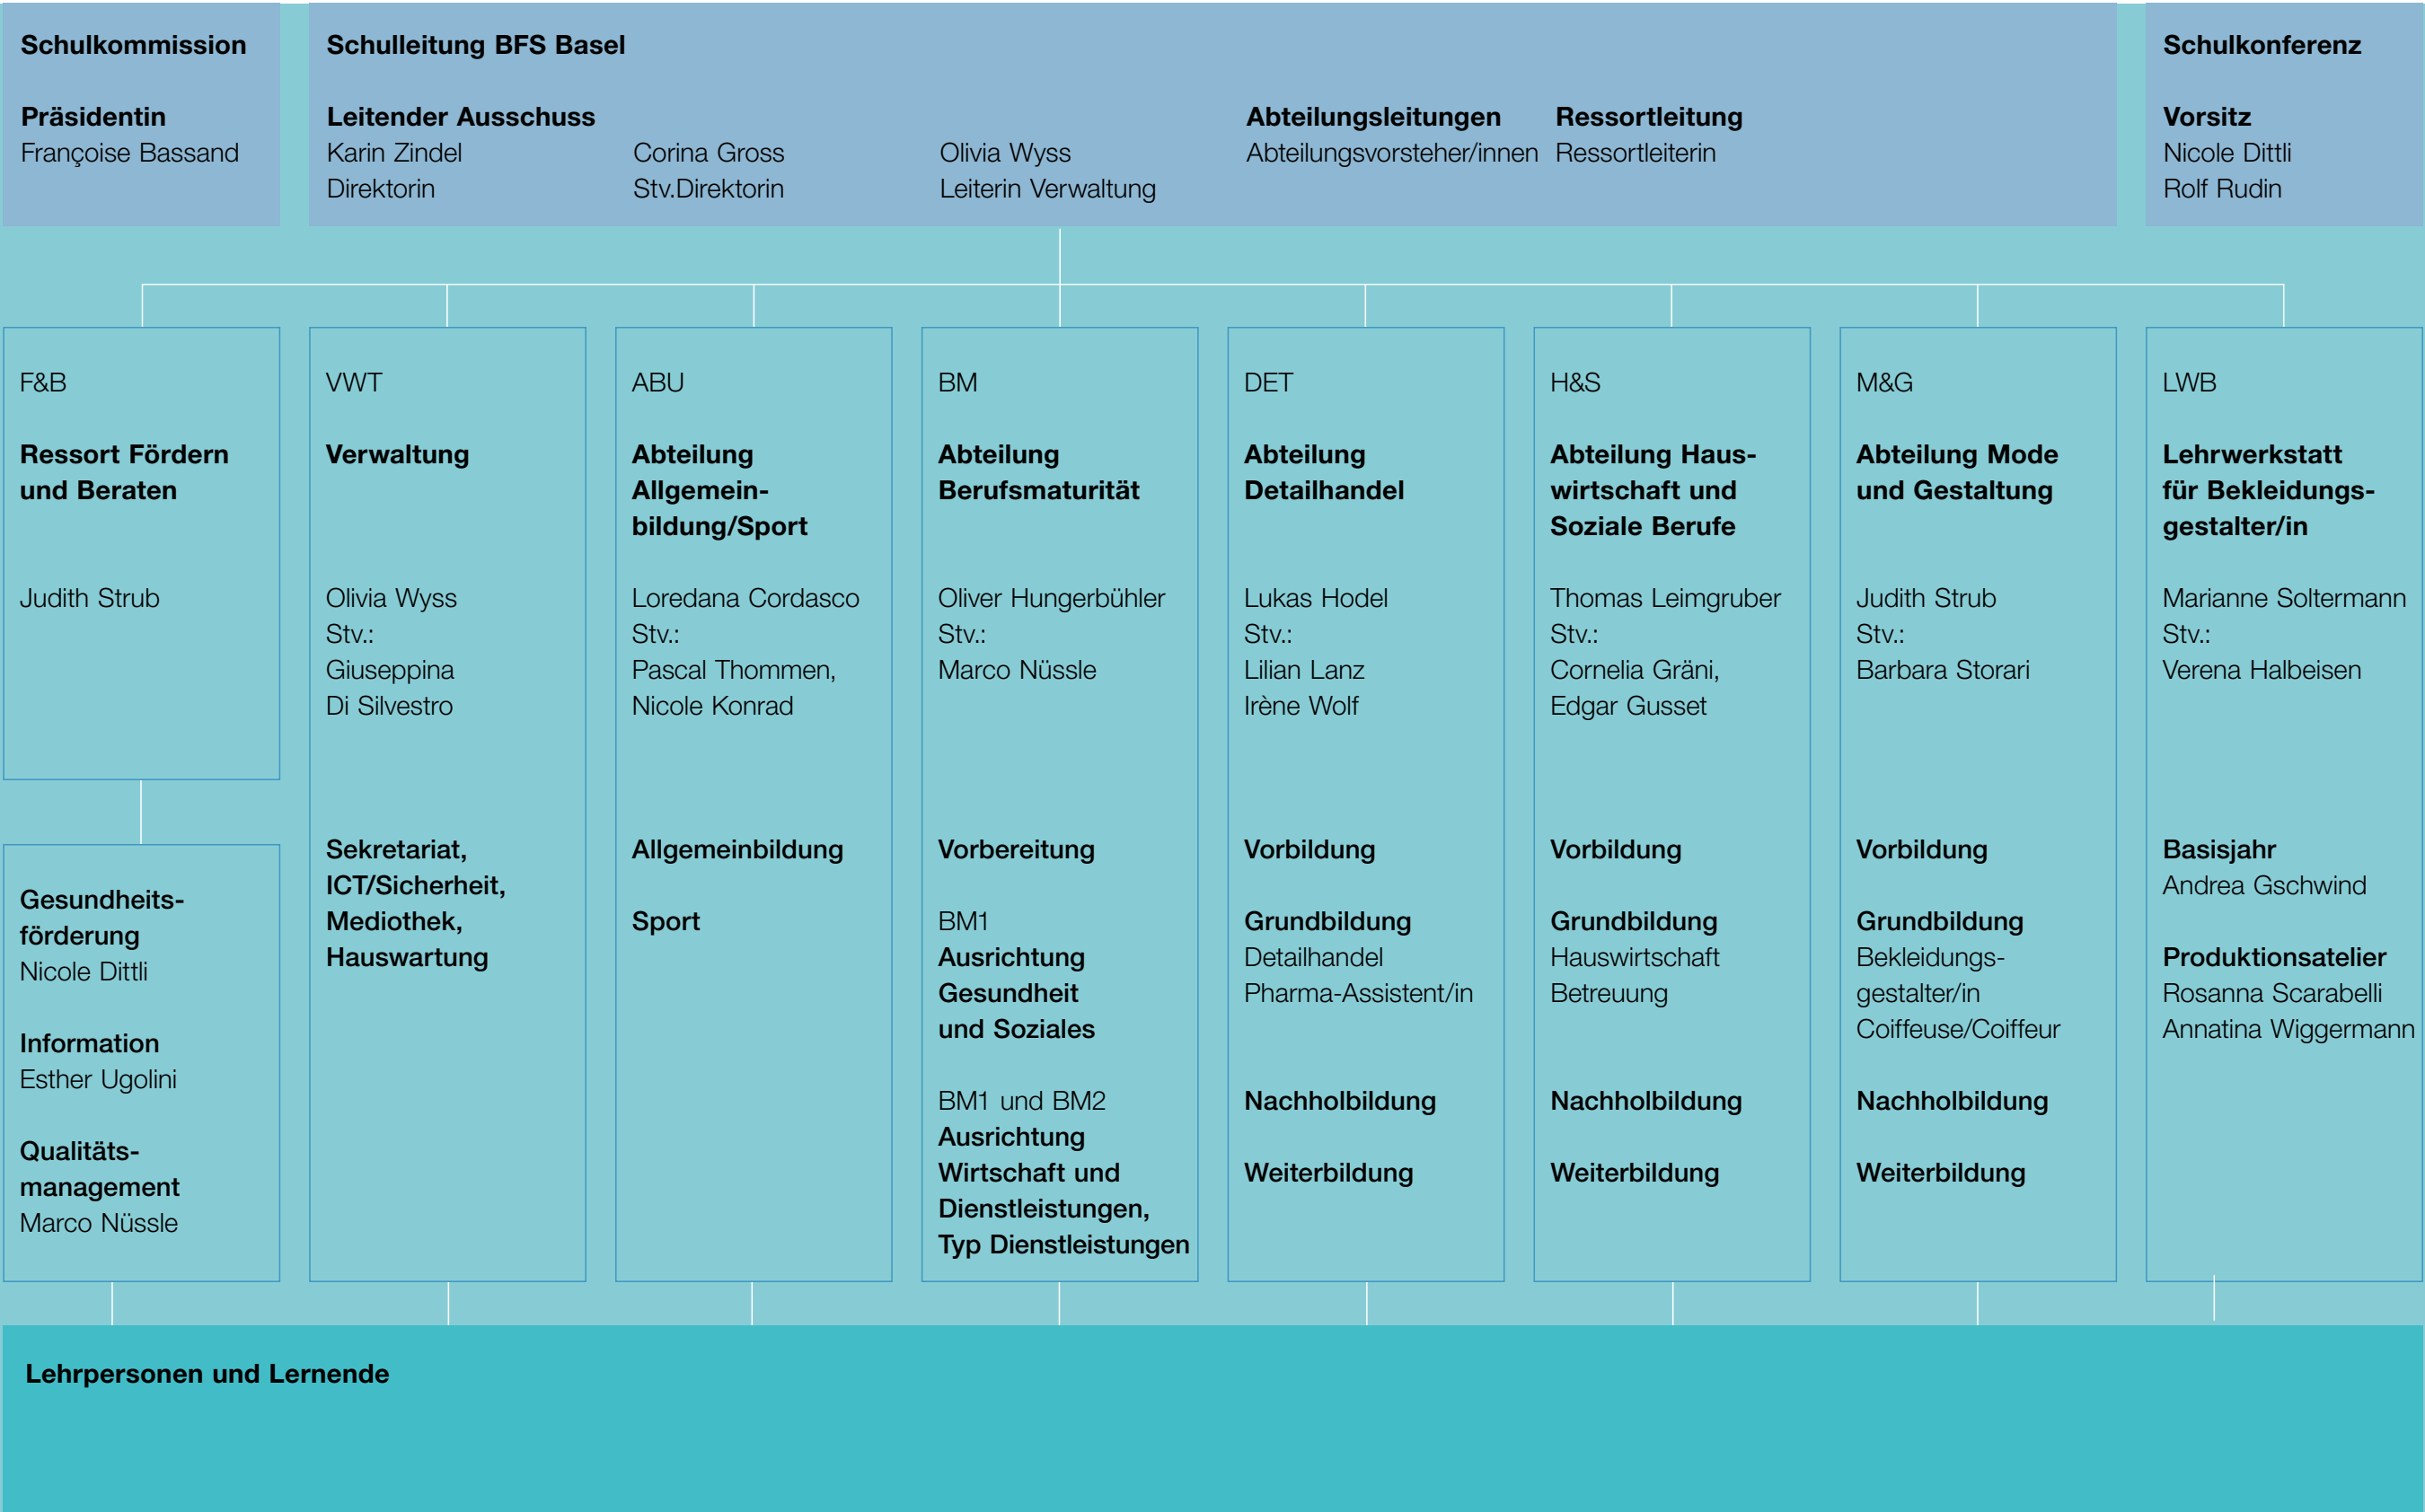 Schulkommission
Präsidentin
Françoise Bassand
Schulleitung BFS Basel
Leitender Ausschuss
Karin Zindel
Direktorin
Corina Gross
Stv.Direktorin
Olivia Wyss
Leiterin Verwaltung
Abteilungsleitungen
Abteilungsvorsteher/innen
Ressortleitung
Ressortleiterin
Schulkonferenz
Vorsitz
Nicole Dittli
Rolf Rudin
F&B
Ressort Fördern
und Beraten
Judith Strub
Gesundheits-
förderung
Nicole Dittli
Information
Esther Ugolini
Qualitäts-
management
Marco Nüssle
VWT
Verwaltung
Olivia Wyss
Stv.:
Giuseppina
Di Silvestro
Sekretariat,
ICT/Sicherheit,
Mediothek,
Hauswartung
ABU
Abteilung
Allgemein-
bildung/Sport
Loredana Cordasco
Stv.:
Pascal Thommen,
Nicole Konrad
Allgemeinbildung
Sport
BM
Abteilung
Berufsmaturität
Oliver Hungerbühler
Stv.:
Marco Nüssle
Vorbereitung
BM1
Ausrichtung
Gesundheit
und Soziales
BM1 und BM2
Ausrichtung
Wirtschaft und
Dienstleistungen,
Typ Dienstleistungen
DET
Abteilung
Detailhandel
Lukas Hodel
Stv.:
Lilian Lanz
Irène Wolf
Vorbildung
Grundbildung
Detailhandel
Pharma-Assistent/in
Nachholbildung
Weiterbildung
H&S
Abteilung Haus-
wirtschaft und
Soziale Berufe
Thomas Leimgruber
Stv.:
Cornelia Gräni,
Edgar Gusset
Vorbildung
Grundbildung
Hauswirtschaft
Betreuung
Nachholbildung
Weiterbildung
M&G
Abteilung Mode
und Gestaltung
Judith Strub
Stv.:
Barbara Storari
Vorbildung
Grundbildung
Bekleidungs-
gestalter/in
Coiffeuse/Coiffeur
Nachholbildung
Weiterbildung
LWB
Lehrwerkstatt
für Bekleidungs-
gestalter/in
Marianne Soltermann
Stv.:
Verena Halbeisen
Basisjahr
Andrea Gschwind
Produktionsatelier
Rosanna Scarabelli
Annatina Wiggermann
Lehrpersonen und Lernende